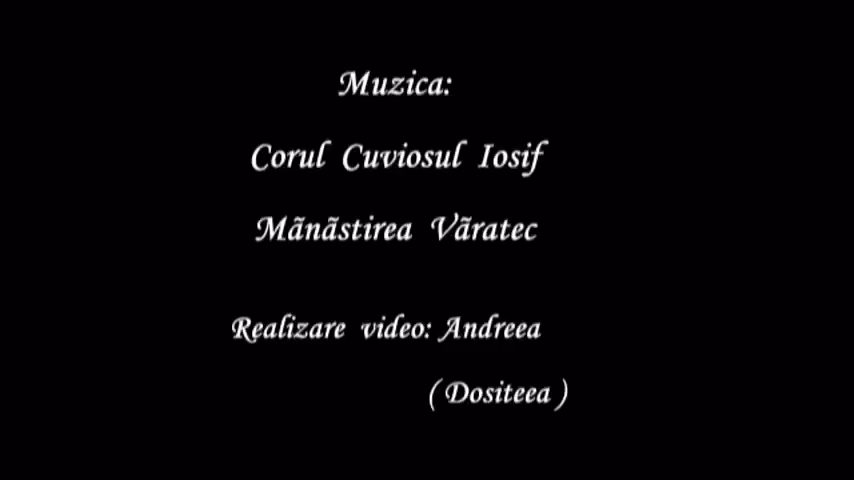 Muzica:
Corul Cuviosul Iosif
Mãnãstirea Vãratec
Realizare video: Andreea
( Dositeea )